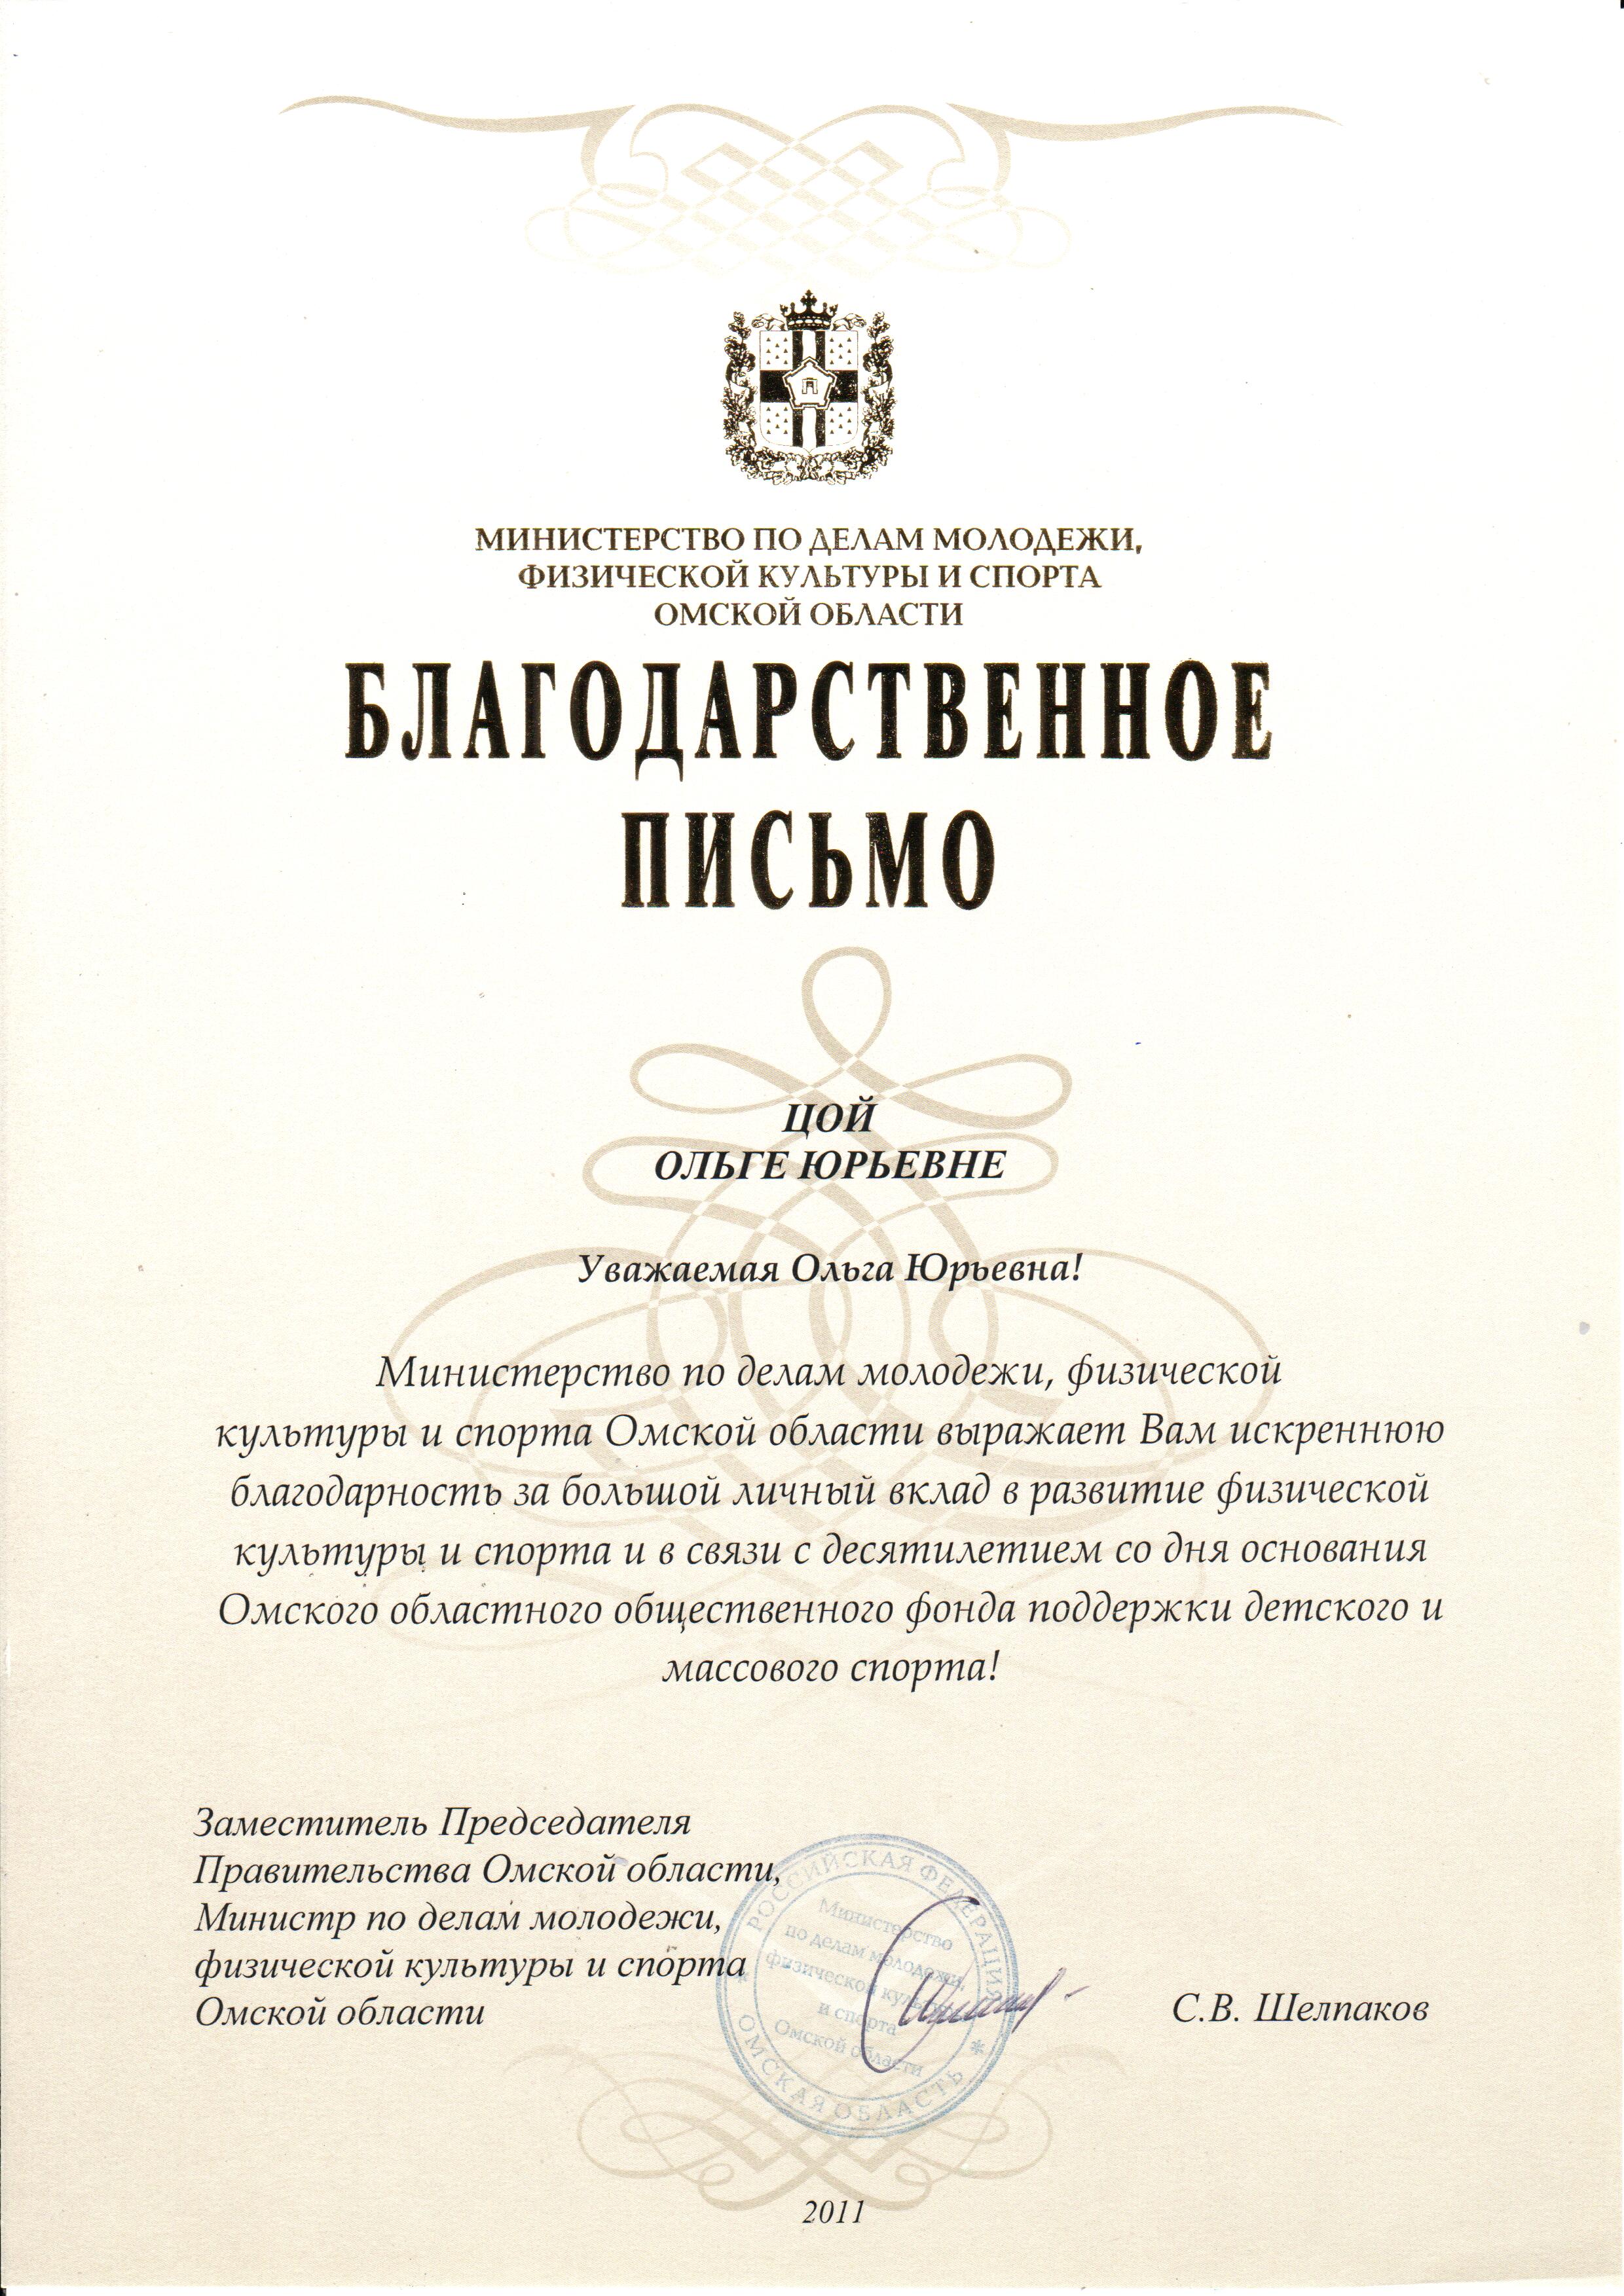 МИНИСТЕРСТВО ПО ДЕЛАМ МОЛОДЕЖИ,
ФИЗИЧЕСКОЙ КУЛЬТУРЫ И СПОРТА
ОМСКОЙ ОБЛАСТИ
БЛАГОДАРСТВЕННОЕ
ПИСЬМО
ЦОЙ
ОЛЬГЕ ЮРЬЕВНЕ
Уважаемая Ольга Юрьевна!
Министерство по делам молодежи, физической
культуры и спорта Омской области выражает Вам искреннюю
благодарность за большой личный вклад в развитие физической
культуры и спорта и в связи с десятилетием со дня основания
Омского областного общественного фонда поддержки детского и
массового спорта!
Заместитель Председателя
Правительства Омской области,
Министр по делам молодежи,
физической культуры и спорта
Омской области
С.В. Шелпаков
РОССИЙСКАЯ ФЕДЕРАЦИЯ
Министерство
по делам молодежи,
физической культуры
и спорта
Омской области
* ОМСКАЯ ОБЛАСТЬ *
2011